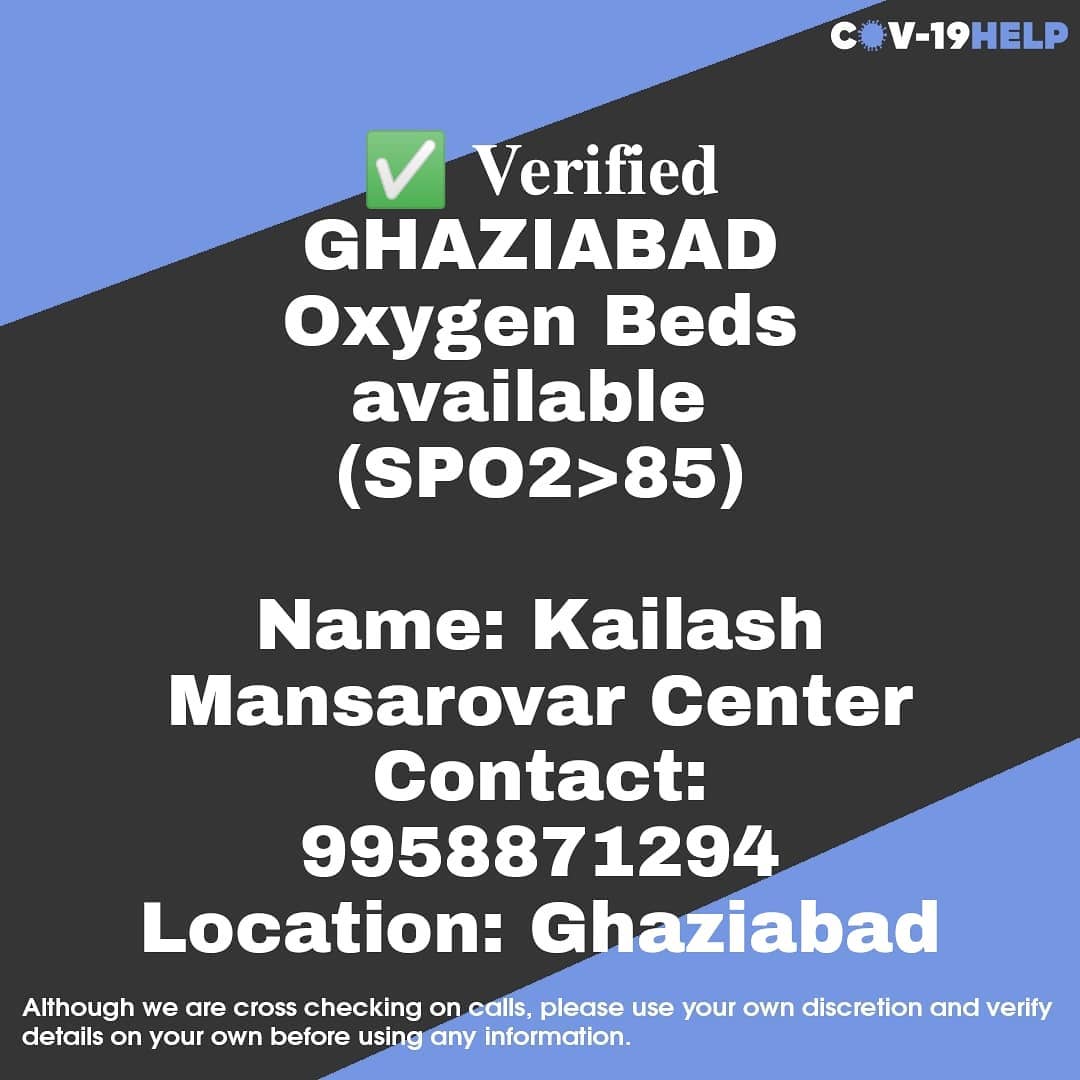 COV-19HELP
✅ Verified
GHAZIABAD
Oxygen Beds
available
(SPO2>85)
Name: Kailash
Mansarovar Center
Contact:
9958871294
Location: Ghaziabad
Although we are cross checking on calls, please use your own discretion and verify
details on your own before using any information.